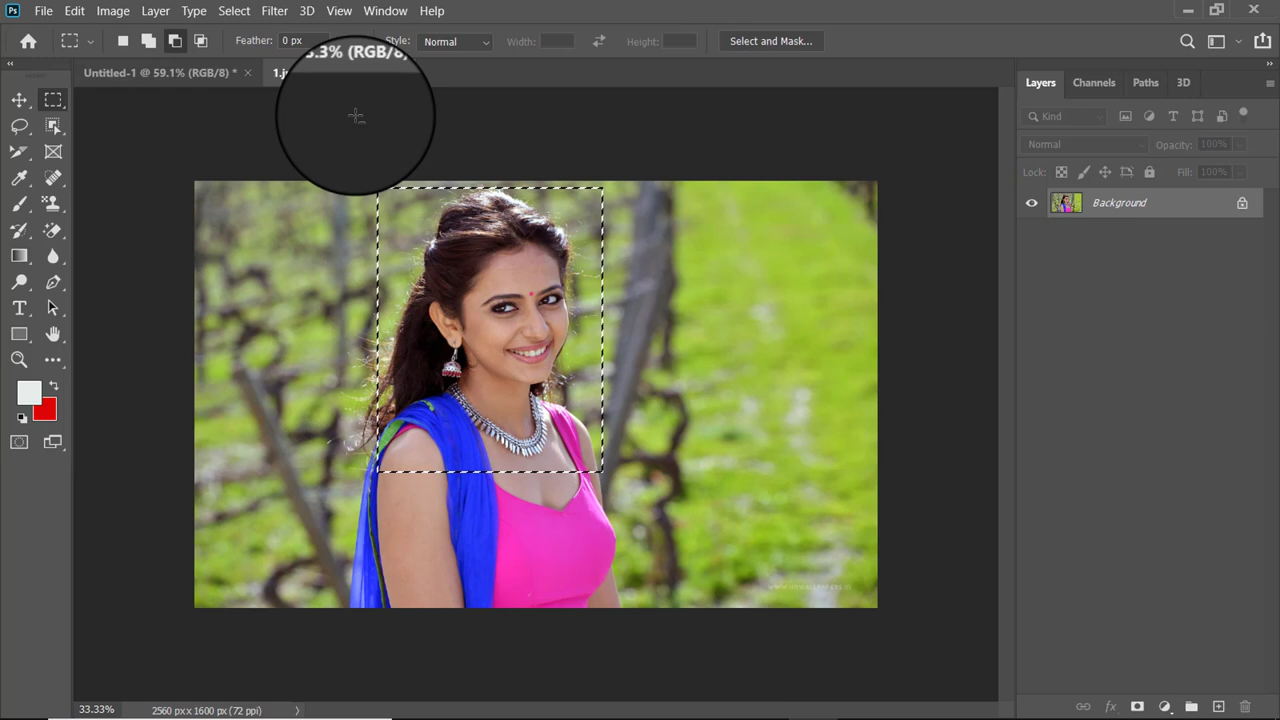 Ps File Edit Image Layer Type Select Filter 3D View Window Help
Feather: 0 px Style: Normal Width: Height: Select and Mask...
3.3% (RGB/8)
Untitled-1 @ 59.1% (RGB/8) * × 1.j
Layers Channels Paths 3D
Kind
Normal Opacity: 100%
Lock: Fill: 100%
Background
33.33% 2560 px x 1600 px (72 ppi)